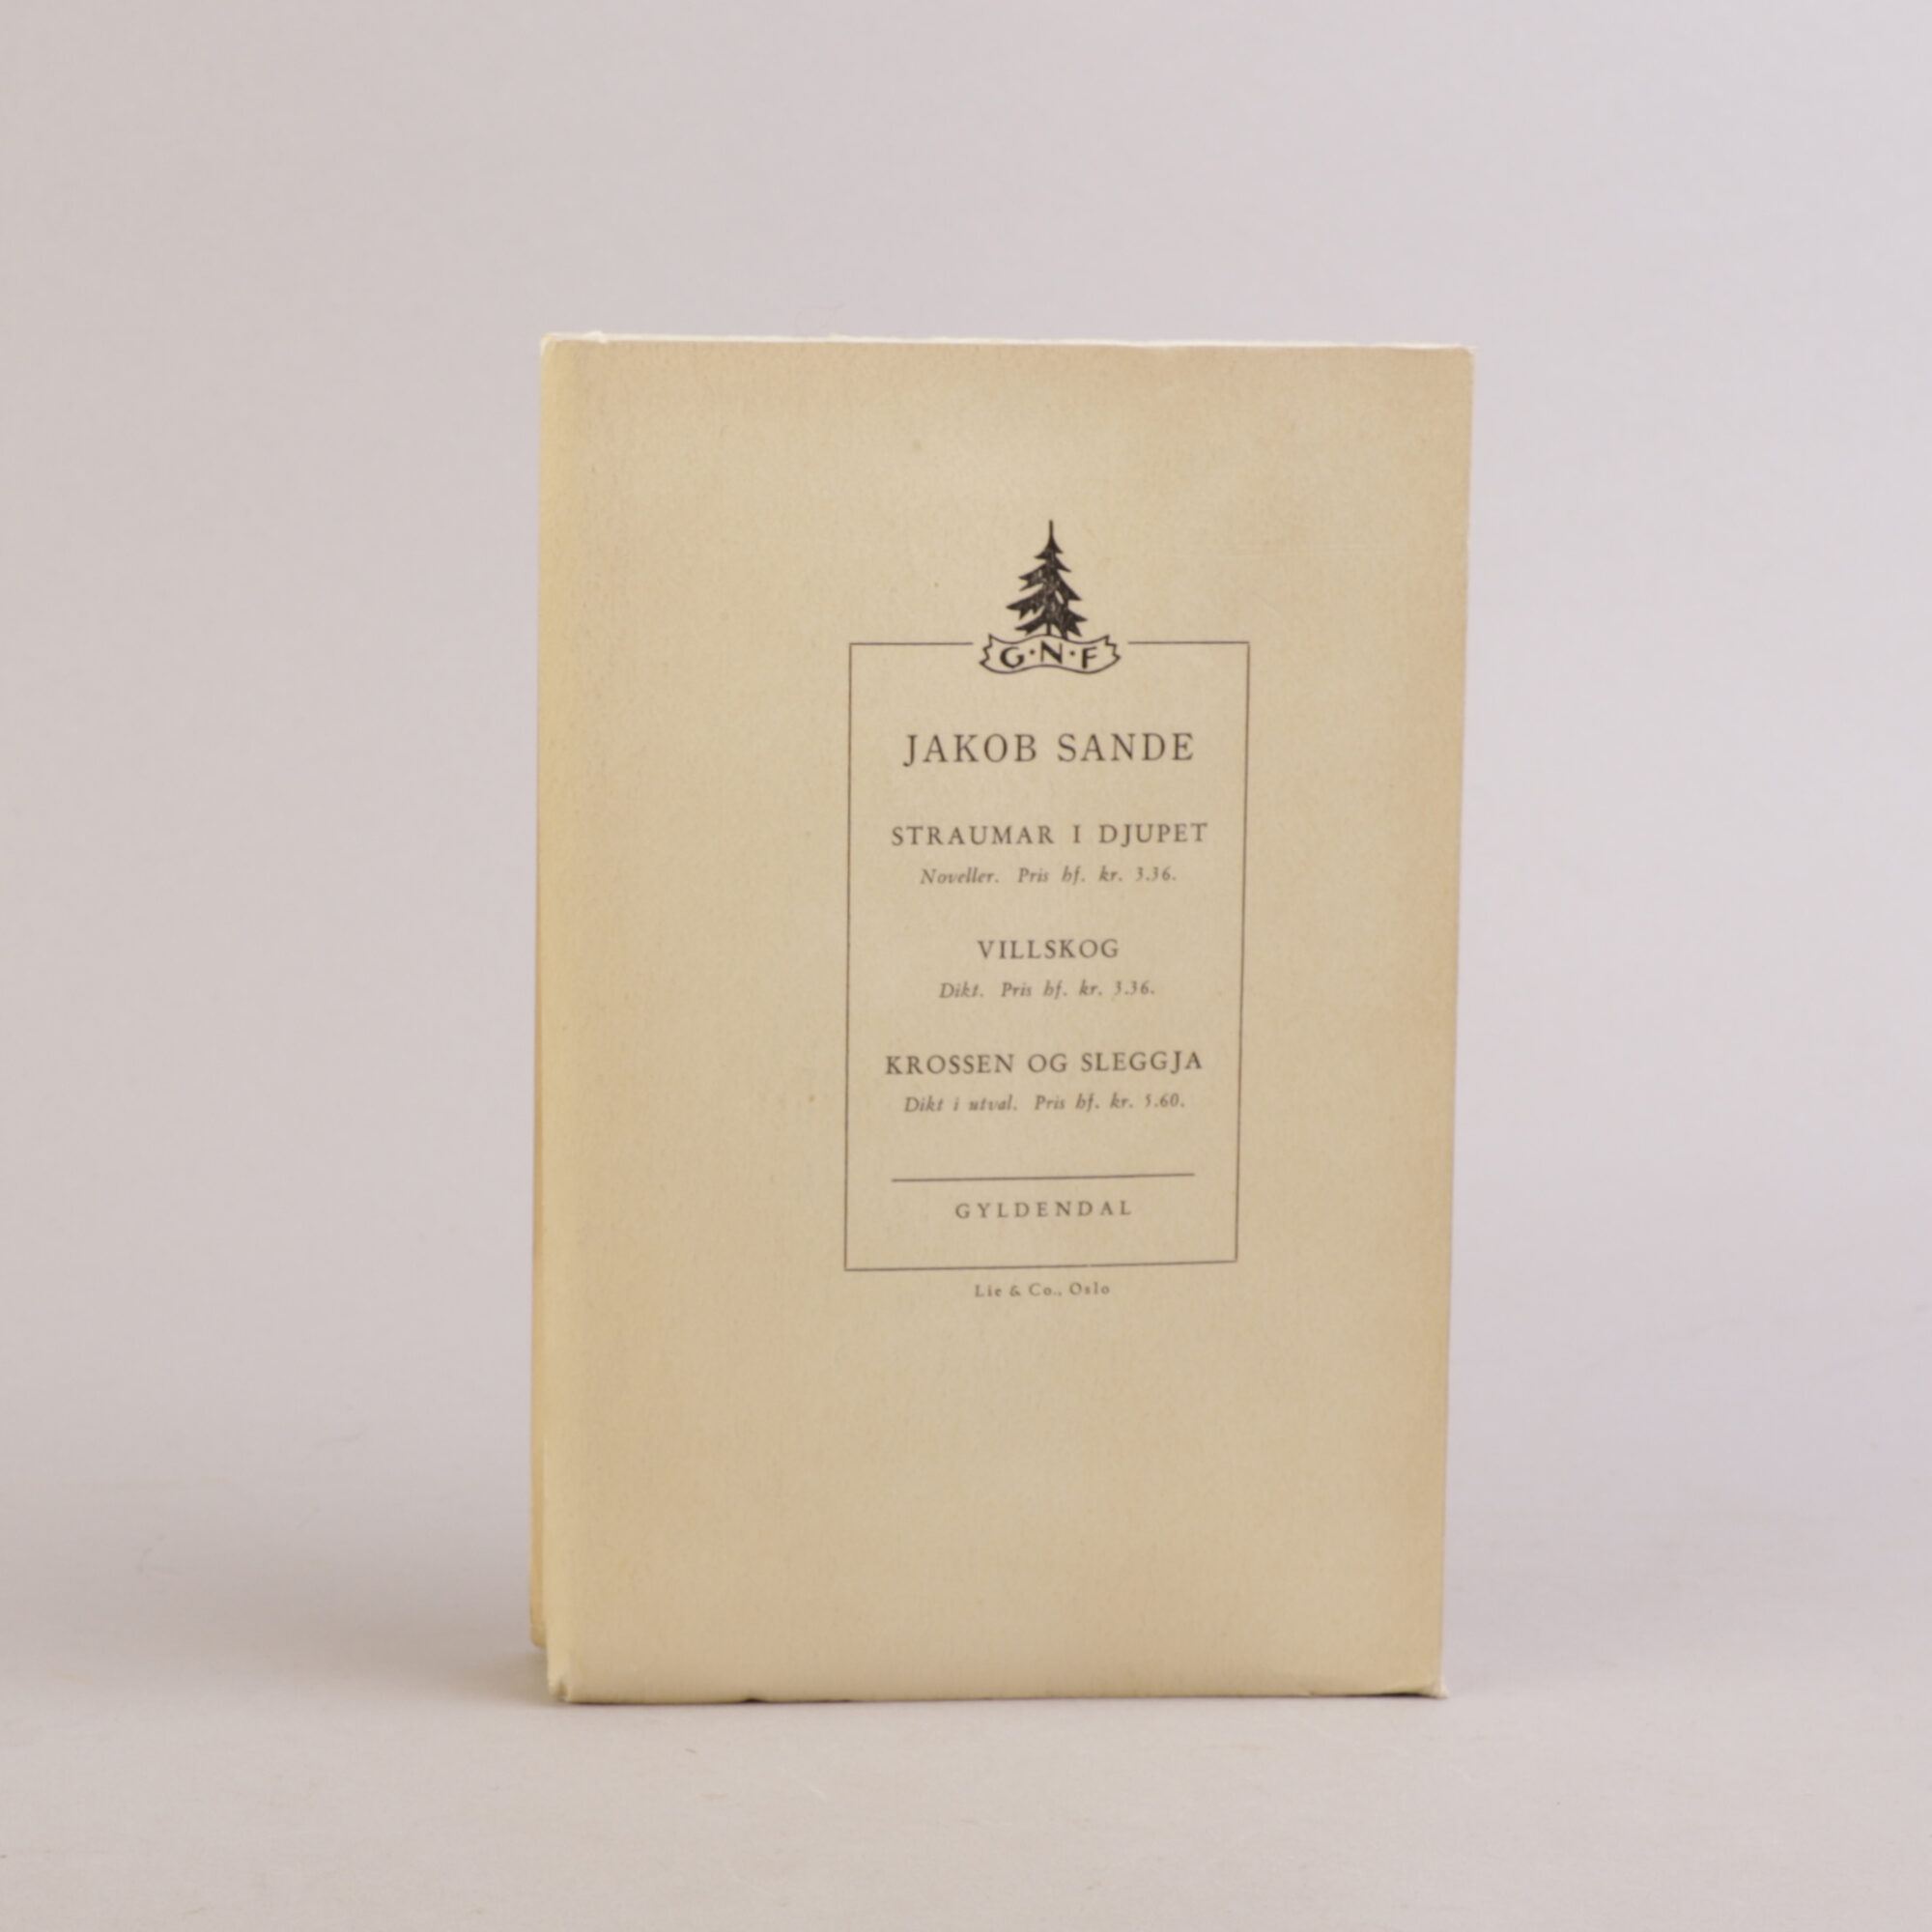 G·N·F
JAKOB SANDE
STRAUMAR I DJUPET
Noveller. Pris hf. kr. 3.36.
VILLSKOG
Dikt. Pris hf. kr. 3.36.
KROSSEN OG SLEGGJA
Dikt i utval. Pris hf. kr. 5.60.
GYLDENDAL
Lie & Co., Oslo